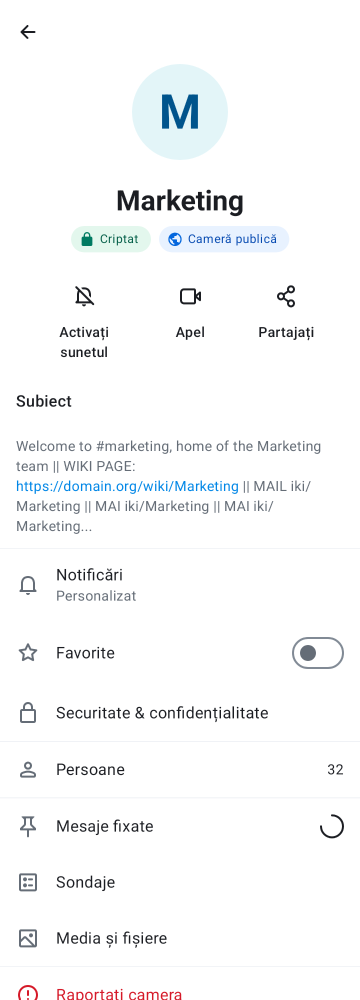 M
Marketing
Criptat
Cameră publică
Activați
sunetul
Apel
Partajați
Subiect
Welcome to #marketing, home of the Marketing
team || WIKI PAGE:
https://domain.org/wiki/Marketing || MAIL iki/
Marketing || MAI iki/Marketing || MAI iki/
Marketing...
Notificări
Personalizat
Favorite
Securitate & confidențialitate
Persoane
32
Mesaje fixate
Sondaje
Media și fișiere
Raportați camera